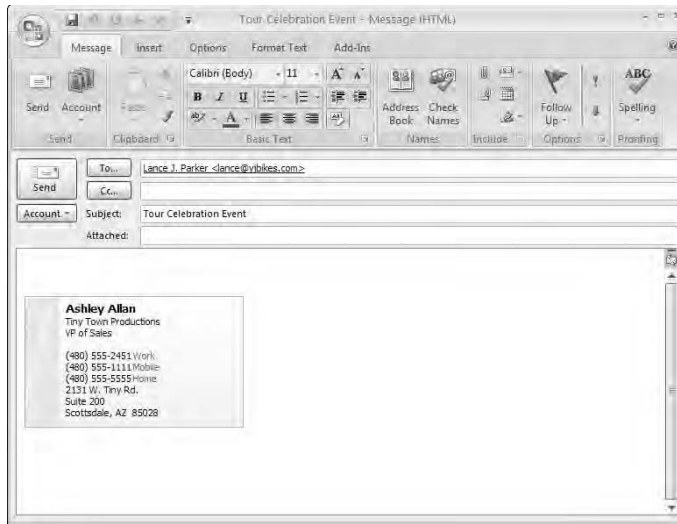 Tour Celebration Event - Message (HTML)
Message Insert Options Format Text Add-Ins
Calibri (Body) 11 A A
B I U
A
Send Account Paste Address Book Check Names Follow Up ABC Spelling
Send Clipboard Basic Text Names Include Options Proofing
To... Lance J. Parker <lance@vjbikes.com>
Send
Cc...
Account Subject: Tour Celebration Event
Attached:
Ashley Allan
Tiny Town Productions
VP of Sales
(480) 555-2451 Work
(480) 555-1111 Mobile
(480) 555-5555 Home
2131 W. Tiny Rd.
Suite 200
Scottsdale, AZ 85028